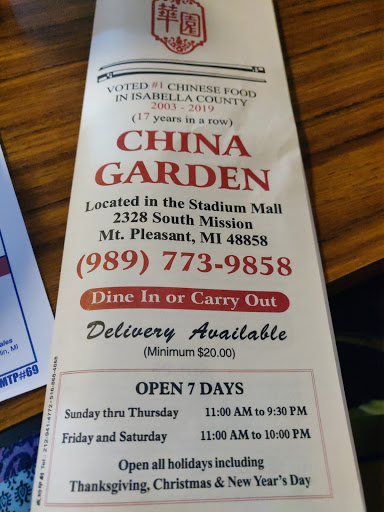 華園
VOTED #1 CHINESE FOOD
IN ISABELLA COUNTY
2003 - 2019
(17 years in a row)
CHINA
GARDEN
Located in the Stadium Mall
2328 South Mission
Mt. Pleasant, MI 48858
(989) 773-9858
Dine In or Carry Out
Delivery Available
(Minimum $20.00)
OPEN 7 DAYS
Sunday thru Thursday 11:00 AM to 9:30 PM
Friday and Saturday 11:00 AM to 10:00 PM
Open all holidays including
Thanksgiving, Christmas & New Year's Day
MTP#69